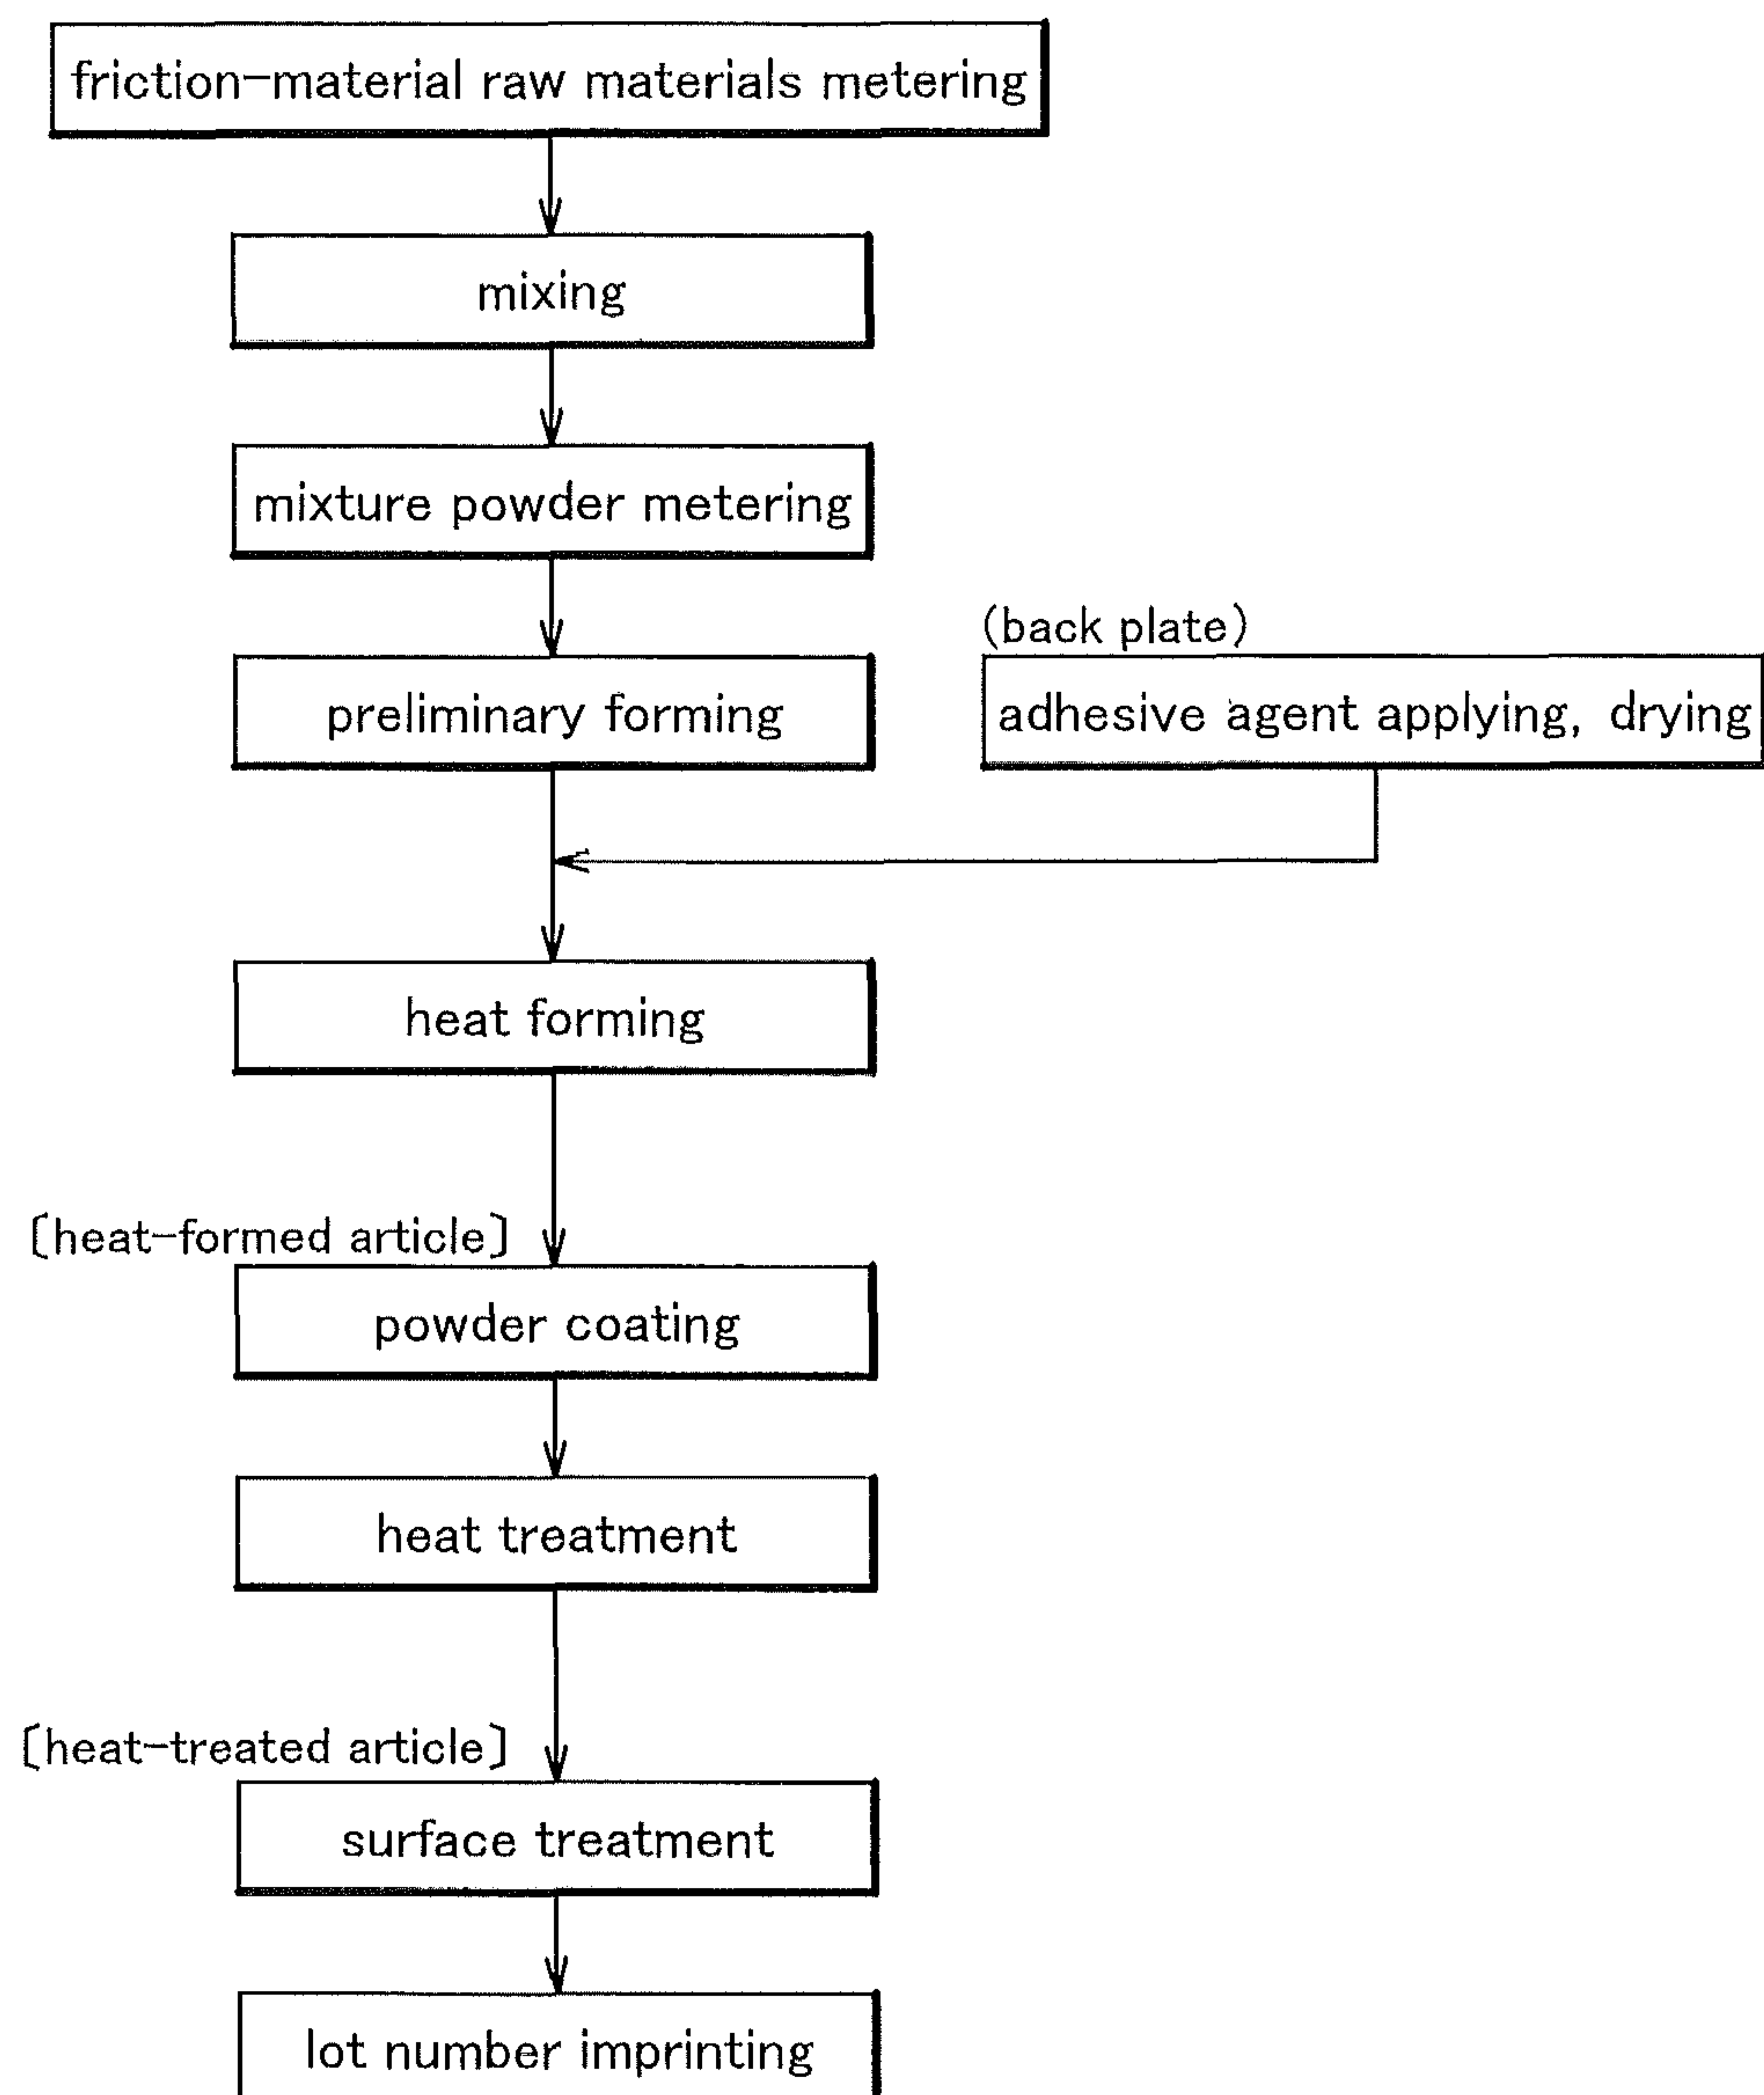 friction-material raw materials metering
mixing
mixture powder metering
(back plate)
preliminary forming
adhesive agent applying, drying
heat forming
〔heat-formed article〕
powder coating
heat treatment
〔heat-treated article〕
surface treatment
lot number imprinting